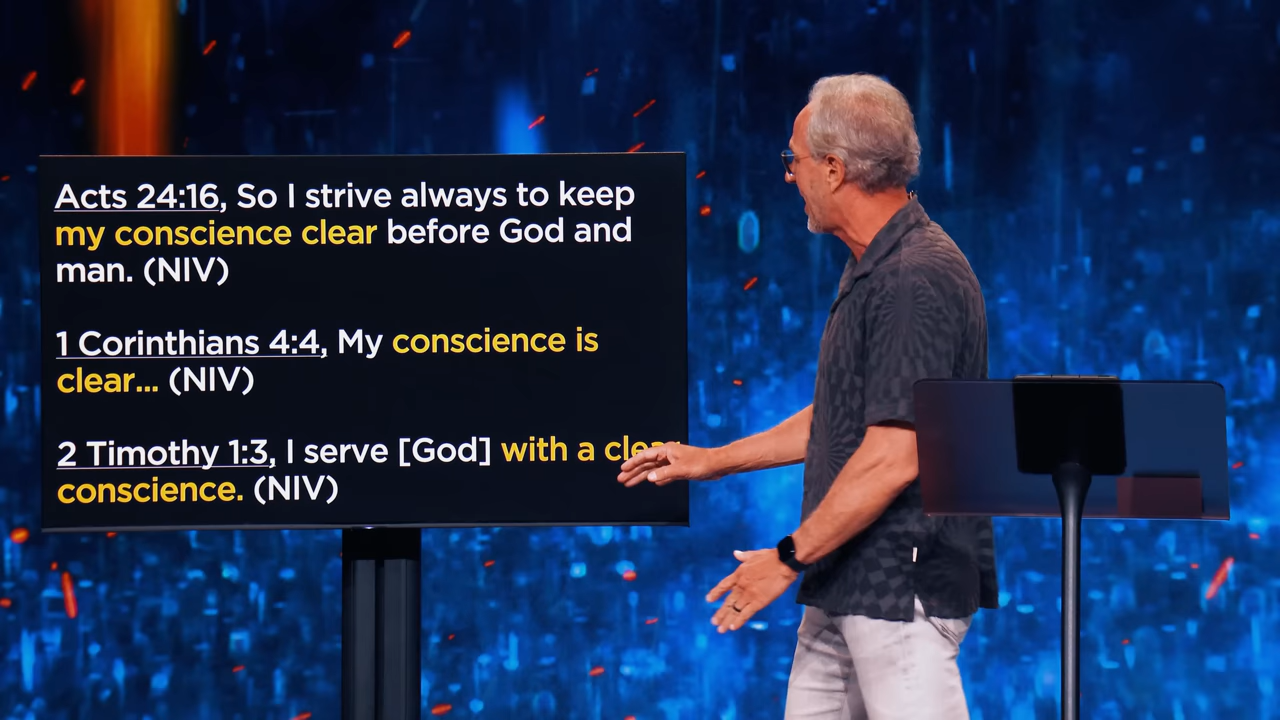 Acts 24:16, So I strive always to keep
my conscience clear before God and
man. (NIV)
1 Corinthians 4:4, My conscience is
clear... (NIV)
2 Timothy 1:3, I serve [God] with a clear
conscience. (NIV)